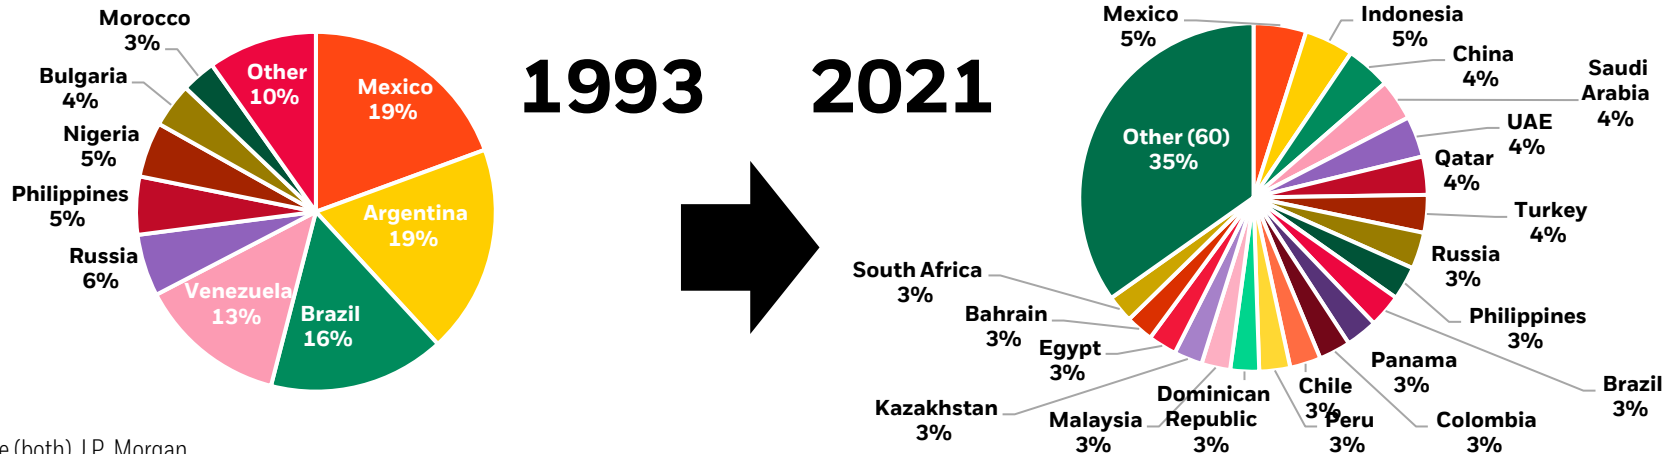 Morocco
3%
Bulgaria
4%
Nigeria
5%
Philippines
5%
Russia
6%
Venezuela
13%
Other
10%
Mexico
19%
Argentina
19%
Brazil
16%
1993
2021
Mexico
5%
Indonesia
5%
China
4%
Saudi
Arabia
4%
UAE
4%
Qatar
4%
Turkey
4%
Russia
3%
Philippines
3%
Brazil
3%
Panama
3%
Colombia
3%
Chile
3%
Peru
3%
Dominican
Republic
3%
Malaysia
3%
Kazakhstan
3%
Egypt
3%
Bahrain
3%
South Africa
3%
Other (60)
35%
(both) J.P. Morgan